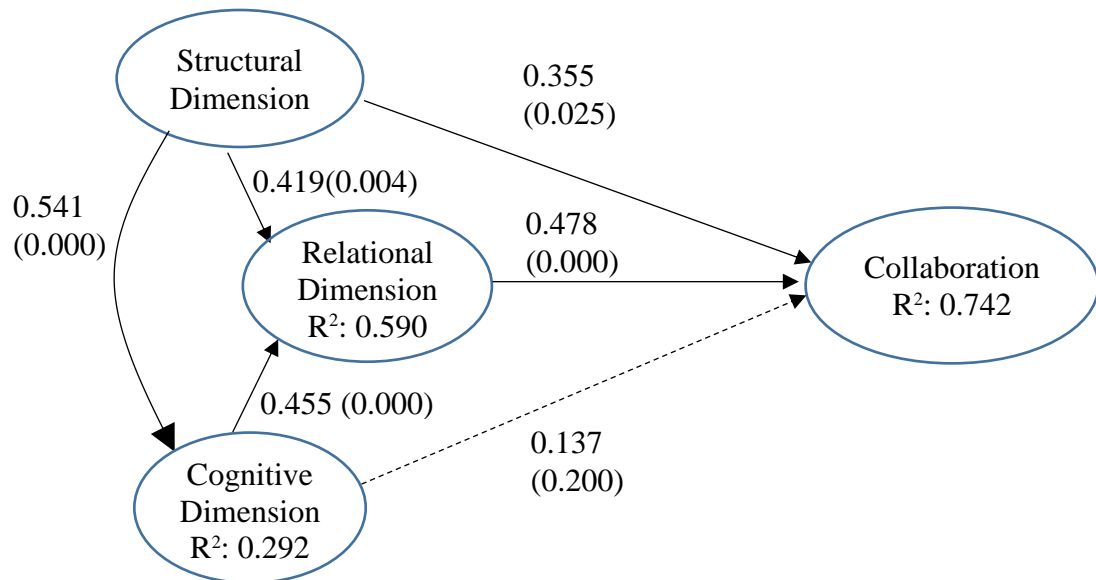 Structural
Dimension
0.355
(0.025)
0.419(0.004)
0.541
(0.000)
0.478
(0.000)
Relational
Dimension
R²: 0.590
Collaboration
R²: 0.742
0.455 (0.000)
0.137
(0.200)
Cognitive
Dimension
R²: 0.292